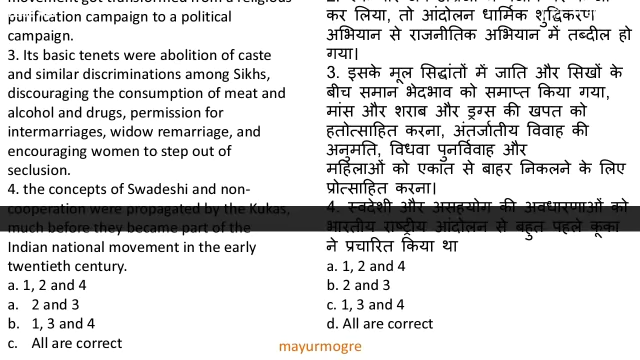 purification campaign to a political
campaign.
3. Its basic tenets were abolition of caste
and similar discriminations among Sikhs,
discouraging the consumption of meat and
alcohol and drugs, permission for
intermarriages, widow remarriage, and
encouraging women to step out of
seclusion.
4. the concepts of Swadeshi and non-
cooperation were propagated by the Kukas,
much before they became part of the
Indian national movement in the early
twentieth century.
a. 1, 2 and 4
a. 2 and 3
b. 1, 3 and 4
c. All are correct
कर लिया, तो आंदोलन धार्मिक शुद्धिकरण
अभियान से राजनीतिक अभियान में तब्दील हो
गया।
3. इसके मूल सिद्धांतों में जाति और सिखों के
बीच समान भेदभाव को समाप्त किया गया,
मांस और शराब और ड्रग्स की खपत को
हतोत्साहित करना, अंतर्जातीय विवाह की
अनुमति, विधवा पुनर्विवाह और
महिलाओं को एकांत से बाहर निकलने के लिए
प्रोत्साहित करना।
4. स्वदेशी और असहयोग की अवधारणाओं को
भारतीय राष्ट्रीय आंदोलन से बहुत पहले कूका
ने प्रचारित किया था
a. 1, 2 and 4
b. 2 and 3
c. 1, 3 and 4
d. All are correct
mayurmogre